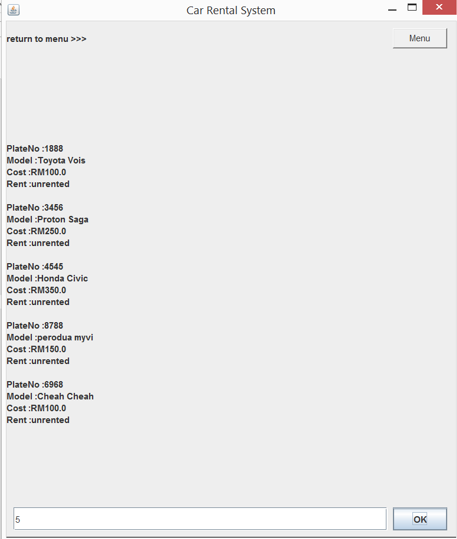 Car Rental System
return to menu >>>
Menu
PlateNo :1888
Model :Toyota Vois
Cost :RM100.0
Rent :unrented
PlateNo :3456
Model :Proton Saga
Cost :RM250.0
Rent :unrented
PlateNo :4545
Model :Honda Civic
Cost :RM350.0
Rent :unrented
PlateNo :8788
Model :perodua myvi
Cost :RM150.0
Rent :unrented
PlateNo :6968
Model :Cheah Cheah
Cost :RM100.0
Rent :unrented
5
OK